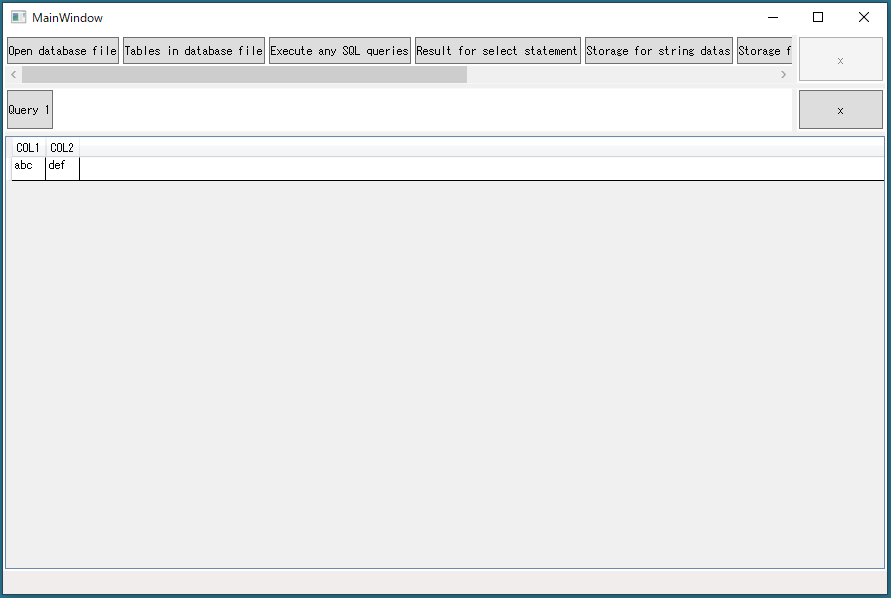 MainWindow
Open database file Tables in database file Execute any SQL queries Result for select statement Storage for string datas Storage f
x
Query 1
x
COL1 COL2
abc def